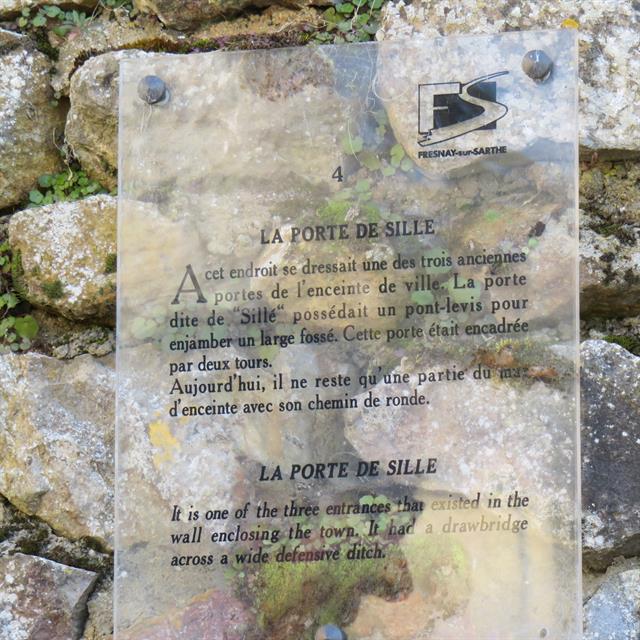 FS
FRESNAY-sur-SARTHE
4
LA PORTE DE SILLE
A cet endroit se dressait une des trois anciennes
portes de l'enceinte de ville. La porte
dite de "Sillé" possédait un pont-levis pour
enjamber un large fossé. Cette porte était encadrée
par deux tours.
Aujourd'hui, il ne reste qu'une partie du mur
d'enceinte avec son chemin de ronde.
LA PORTE DE SILLE
It is one of the three entrances that existed in the
wall enclosing the town. It had a drawbridge
across a wide defensive ditch.